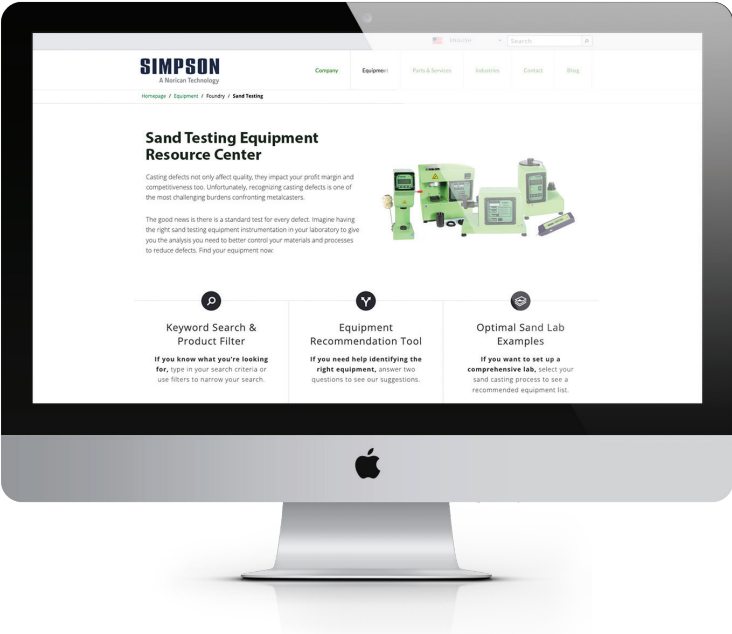 ENGLISH
Search
SIMPSON
A Norican Technology
Company Equipment Parts & Services Industries Contact Blog
Homepage / Equipment / Foundry / Sand Testing
Sand Testing Equipment
Resource Center
Casting defects not only affect quality, they impact your profit margin and
competitiveness too. Unfortunately, recognizing casting defects is one of
the most challenging burdens confronting metalcasters.
The good news is there is a standard test for every defect. Imagine having
the right sand testing equipment instrumentation in your laboratory to give
you the analysis you need to better control your materials and processes
to reduce defects. Find your equipment now:
Keyword Search &
Product Filter
If you know what you're looking
for, type in your search criteria or
use filters to narrow your search.
Equipment
Recommendation Tool
If you need help identifying the
right equipment, answer two
questions to see our suggestions.
Optimal Sand Lab
Examples
If you want to set up a
comprehensive lab, select your
sand casting process to see a
recommended equipment list.